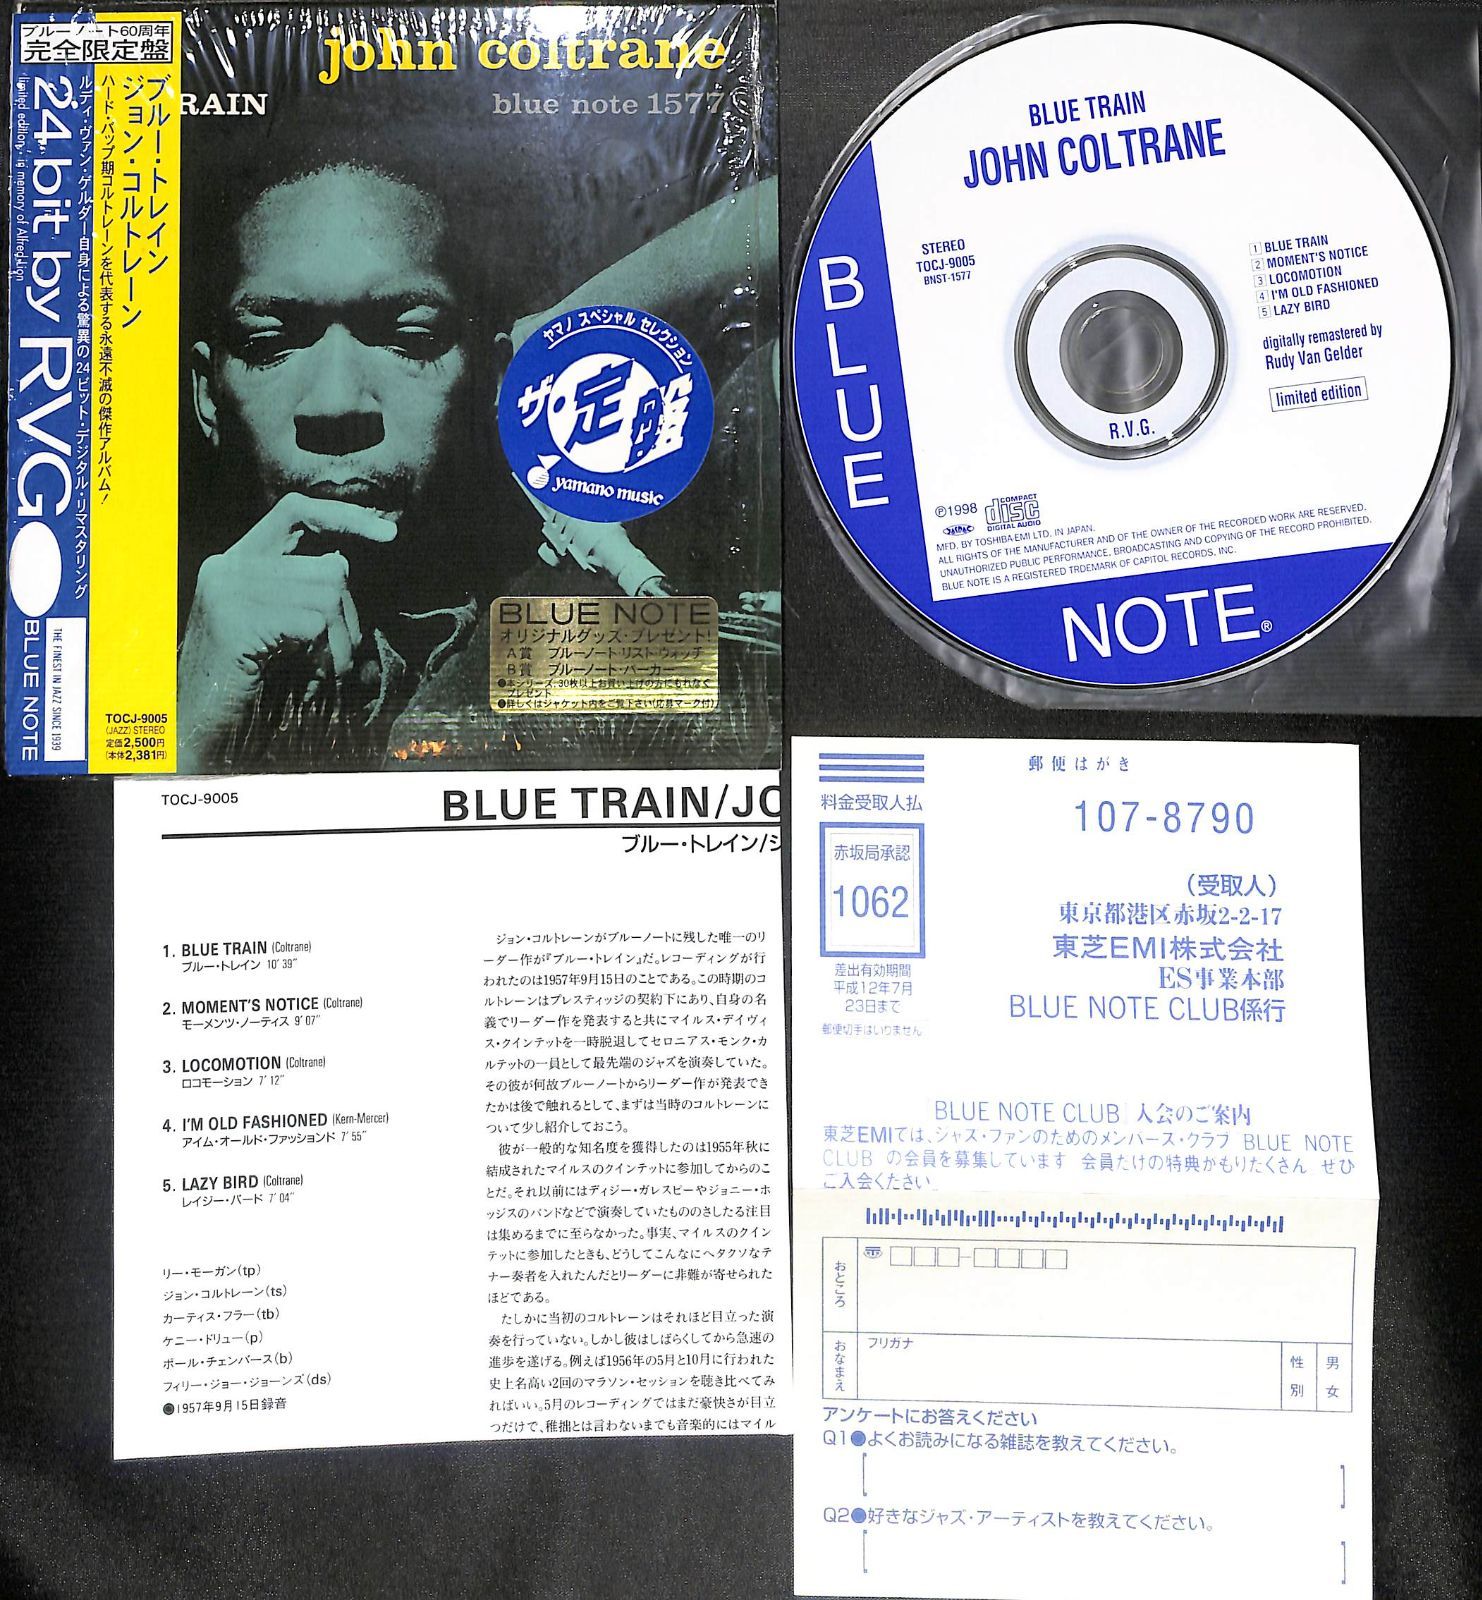 ブルーノート60周年
完全限定盤
ブルー・トレイン
ジョン・コルトレーン
ハード・バップ期コルトレーンを代表する永遠不滅の傑作アルバム!
ルディ・ヴァン・ゲルダー自身による驚異の24ビット・デジタル・リマスタリング
24 bit by RVG
limited edition・in memory of Alfred Lion
BLUE NOTE
THE FINEST IN JAZZ SINCE 1939
TOCJ-9005
(JAZZ) STEREO
定価2,500円
(本体2,381円)
john coltrane
RAIN
blue note 1577
ヤマノ スペシャル セレクション
ザ・定盤
yamano music
BLUE NOTE
オリジナルグッズ・プレゼント!
A賞 ブルーノート・リスト・ウォッチ
B賞 ブルーノート・パーカー
●本シリーズ、30枚以上お買い上げの方にもれなく
プレゼント
●詳しくはジャケット内をご覧下さい(応募マーク付)
BLUE TRAIN
JOHN COLTRANE
STEREO
TOCJ-9005
BNST-1577
1 BLUE TRAIN
2 MOMENT'S NOTICE
3 LOCOMOTION
4 I'M OLD FASHIONED
5 LAZY BIRD
digitally remastered by
Rudy Van Gelder
limited edition
R.V.G.
℗1998
COMPACT
disc
DIGITAL AUDIO
MFD. BY TOSHIBA-EMI LTD. IN JAPAN.
ALL RIGHTS OF THE MANUFACTURER AND OF THE OWNER OF THE RECORDED WORK ARE RESERVED.
UNAUTHORIZED PUBLIC PERFORMANCE, BROADCASTING AND COPYING OF THE RECORD PROHIBITED.
BLUE NOTE IS A REGISTERED TRDEMARK OF CAPITOL RECORDS, INC.
BLUE
NOTE®
TOCJ-9005
BLUE TRAIN/JO
ブルー・トレイン/ジ
1. BLUE TRAIN (Coltrane)
ブルー・トレイン 10'39"
2. MOMENT'S NOTICE (Coltrane)
モーメンツ・ノーティス 9'07"
3. LOCOMOTION (Coltrane)
ロコモーション 7'12"
4. I'M OLD FASHIONED (Kern-Mercer)
アイム・オールド・ファッションド 7'55"
5. LAZY BIRD (Coltrane)
レイジー・バード 7'04"
リー・モーガン(tp)
ジョン・コルトレーン(ts)
カーティス・フラー(tb)
ケニー・ドリュー(p)
ポール・チェンバース(b)
フィリー・ジョー・ジョーンズ(ds)
●1957年9月15日録音
ジョン・コルトレーンがブルーノートに残した唯一のリ
ーダー作が『ブルー・トレイン』だ。レコーディングが行
われたのは1957年9月15日のことである。この時期のコ
ルトレーンはプレスティッジの契約下にあり、自身の名
義でリーダー作を発表すると共にマイルス・デイヴィ
ス・クインテットを一時脱退してセロニアス・モンク・カ
ルテットの一員として最先端のジャズを演奏していた。
その彼が何故ブルーノートからリーダー作が発表でき
たかは後で触れるとして、まずは当時のコルトレーンに
ついて少し紹介しておこう。
彼が一般的な知名度を獲得したのは1955年秋に
結成されたマイルスのクインテットに参加してからのこ
とだ。それ以前にはディジー・ガレスピーやジョニー・ホ
ッジスのバンドなどで演奏していたもののさしたる注目
は集めるまでに至らなかった。事実、マイルスのクイン
テットに参加したときも、どうしてこんなにヘタクソなテ
ナー奏者を入れたんだとリーダーに非難が寄せられた
ほどである。
たしかに当初のコルトレーンはそれほど目立った演
奏を行っていない。しかし彼はしばらくしてから急速の
進歩を遂げる。例えば1956年の5月と10月に行われた
史上名高い2回のマラソン・セッションを聴き比べてみ
ればいい。5月のレコーディングではまだ豪快さが目立
つだけで、稚拙とは言わないまでも音楽的にはマイル
郵便はがき
料金受取人払
赤坂局承認
1062
差出有効期間
平成12年7月
23日まで
郵便切手はいりません
107-8790
(受取人)
東京都港区赤坂2-2-17
東芝EMI株式会社
ES事業本部
BLUE NOTE CLUB係行
「BLUE NOTE CLUB」入会のご案内
東芝EMIでは、ジャズ・ファンのためのメンバース・クラブ BLUE NOTE
CLUB の会員を募集しています 会員だけの特典がもりだくさん ぜひ
ご入会ください。
おところ
〒
おなまえ
フリガナ
性別
男
女
アンケートにお答えください
Q1●よくお読みになる雑誌を教えてください。
Q2●好きなジャズ・アーティストを教えてください。